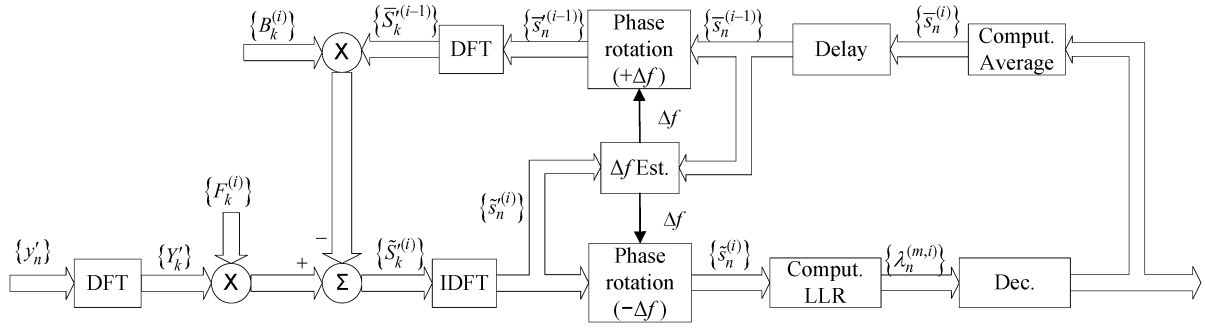 {B_k^(i)}
X
{S̅'_k^(i−1)}
DFT
{s̅'_n^(i−1)}
Phase
rotation
(+Δf)
{s̅_n^(i−1)}
Delay
{s̅_n^(i)}
Comput.
Average
Δf
Δf Est.
Δf
{F_k^(i)}
{s̃'_n^(i)}
−
{y'_n}
DFT
{Y'_k}
X
+
Σ
{S̃'_k^(i)}
IDFT
Phase
rotation
(−Δf)
{s̃_n^(i)}
Comput.
LLR
{λ_n^(m,i)}
Dec.